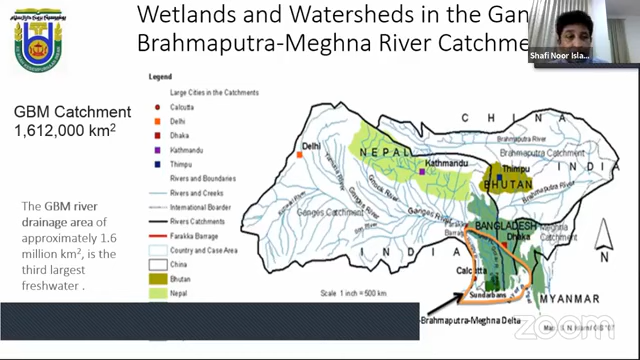 Wetlands and Watersheds in the Gan
Brahmaputra-Meghna River Catchme
Shafi Noor Isla...
GBM Catchment
1,612,000 km2
The GBM river
drainage area of
approximately 1.6
million km2, is the
third largest
freshwater .
Legend
Large Cities in the Catchments
Calcutta
Delhi
Dhaka
Kathmandu
Thimpu
Rivers and Boundaries
Rivers and Creeks
International Boarder
Rivers Catchments
Farakka Barrage
Country and Case Area
China
Bhutan
Nepal
CHINA
Brahmaputra River
Brahmaputra Catchment
INDIA
Delhi
NEPAL
Kathmandu
Thimpu
BHUTAN
Brahmaputra River
Ganges Catchment
Ganges River
BANGLADESH
Dhaka
Meghna
Catchment
Farakka
Barrage
INDIA
Calcutta
Sundarbans
MYANMAR
N
Scale 1 inch = 500 km
-Brahmaputra-Meghna Delta
zoom